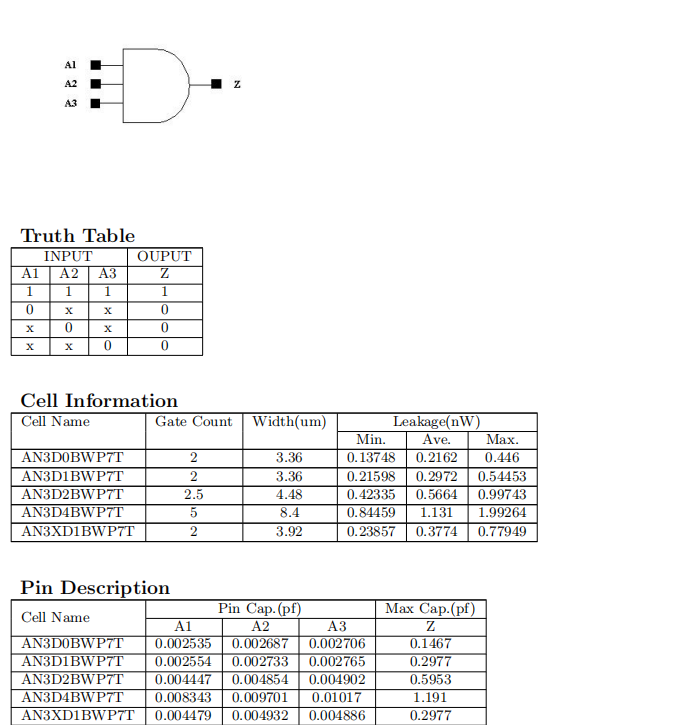 A1
A2
Z
A3
Truth Table
INPUT OUPUT
A1 A2 A3 Z
1 1 1 1
0 x x 0
x 0 x 0
x x 0 0
Cell Information
Cell Name Gate Count Width(um) Leakage(nW)
Min. Ave. Max.
AN3D0BWP7T 2 3.36 0.13748 0.2162 0.446
AN3D1BWP7T 2 3.36 0.21598 0.2972 0.54453
AN3D2BWP7T 2.5 4.48 0.42335 0.5664 0.99743
AN3D4BWP7T 5 8.4 0.84459 1.131 1.99264
AN3XD1BWP7T 2 3.92 0.23857 0.3774 0.77949
Pin Description
Cell Name Pin Cap.(pf) Max Cap.(pf)
A1 A2 A3 Z
AN3D0BWP7T 0.002535 0.002687 0.002706 0.1467
AN3D1BWP7T 0.002554 0.002733 0.002765 0.2977
AN3D2BWP7T 0.004447 0.004854 0.004902 0.5953
AN3D4BWP7T 0.008343 0.009701 0.01017 1.191
AN3XD1BWP7T 0.004479 0.004932 0.004886 0.2977